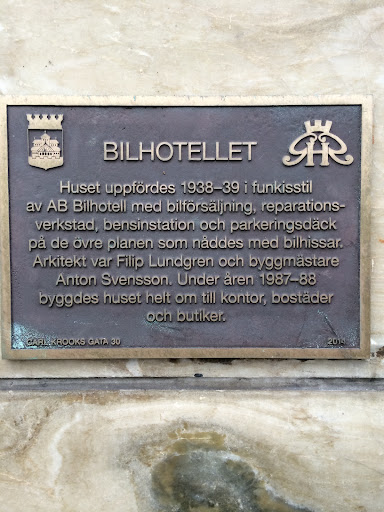 BILHOTELLET
Huset uppfördes 1938–39 i funkisstil
av AB Bilhotell med bilförsäljning, reparations-
verkstad, bensinstation och parkeringsdäck
på de övre planen som nåddes med bilhissar.
Arkitekt var Filip Lundgren och byggmästare
Anton Svensson. Under åren 1987–88
byggdes huset helt om till kontor, bostäder
och butiker.
CARL KROOKS GATA 30 2014